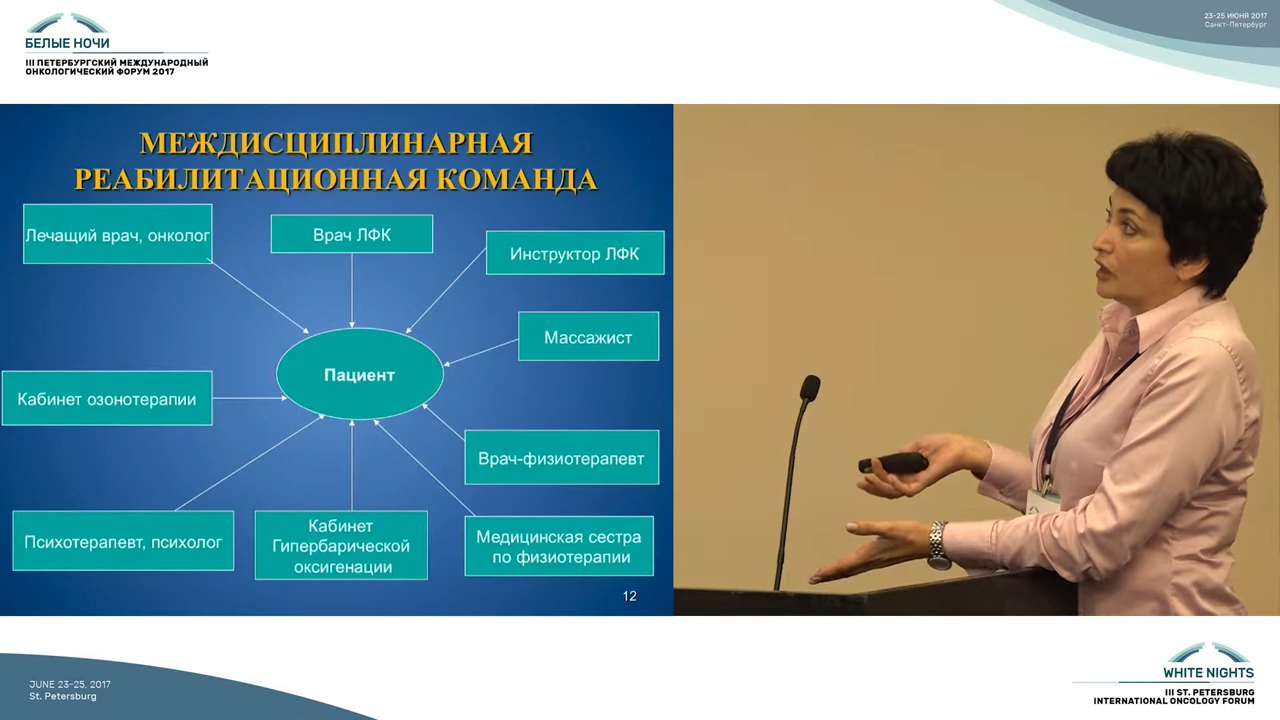 БЕЛЫЕ НОЧИ
III ПЕТЕРБУРГСКИЙ МЕЖДУНАРОДНЫЙ
ОНКОЛОГИЧЕСКИЙ ФОРУМ 2017
23-25 ИЮНЯ 2017
Санкт-Петербург
МЕЖДИСЦИПЛИНАРНАЯ
РЕАБИЛИТАЦИОННАЯ КОМАНДА
Лечащий врач, онколог
Врач ЛФК
Инструктор ЛФК
Массажист
Пациент
Кабинет озонотерапии
Врач-физиотерапевт
Психотерапевт, психолог
Кабинет
Гипербарической
оксигенации
Медицинская сестра
по физиотерапии
12
JUNE 23-25, 2017
St. Petersburg
WHITE NIGHTS
III ST. PETERSBURG
INTERNATIONAL ONCOLOGY FORUM